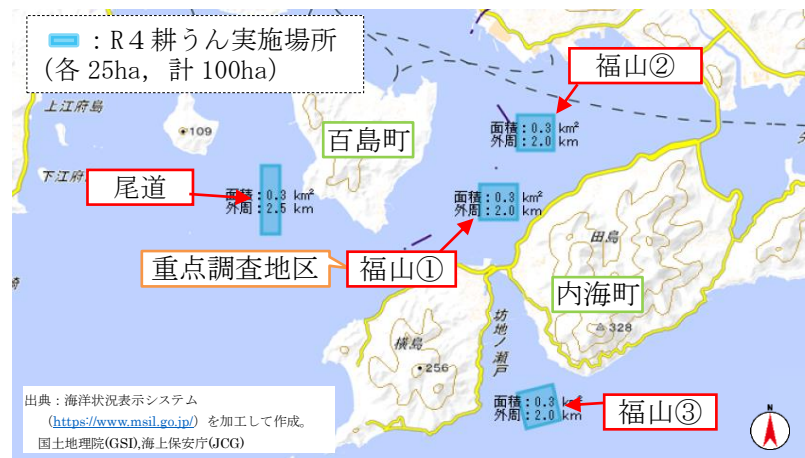 ：R４耕うん実施場所
（各 25ha，計 100ha）
福山②
上江府島
109
百島町
面積：0.3 km²
外周：2.0 km
下江府
尾道
面積：0.3 km²
外周：2.5 km
面積：0.3 km²
外周：2.0 km
田島
重点調査地区
福山①
内海町
坊地ノ瀬戸
328
横島
256
面積：0.3 km²
外周：2.0 km
福山③
出典：海洋状況表示システム
（https://www.msil.go.jp/）を加工して作成。
国土地理院(GSI),海上保安庁(JCG)
N